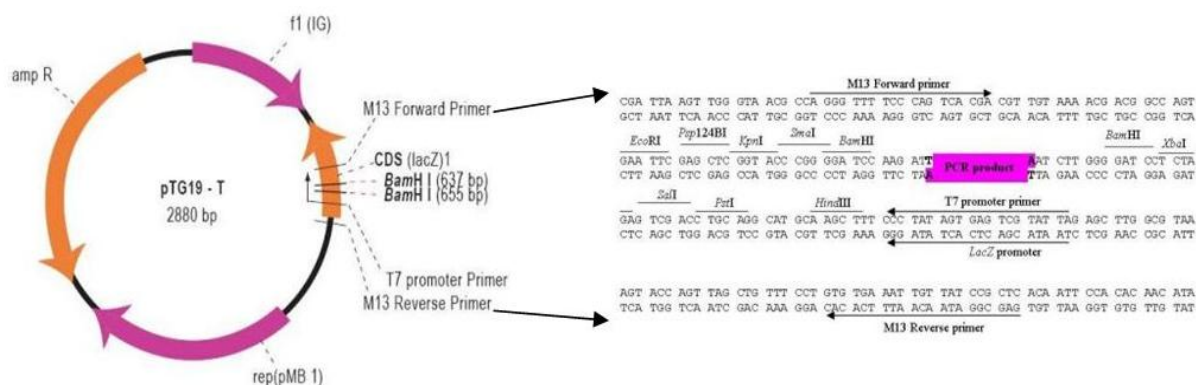 f1 (IG)
amp R
M13 Forward Primer
CDS (lacZ)1
BamH I (637 bp)
BamH I (655 bp)
pTG19 - T
2880 bp
T7 promoter Primer
M13 Reverse Primer
rep(pMB 1)
M13 Forward primer
CGA TTA AGT TGG GTA ACG CCA GGG TTT TCC CAG TCA CGA CGT TGT AAA ACG ACG GCC AGT
GCT AAT TCA ACC CAT TGC GGT CCC AAA AGG GTC AGT GCT GCA ACA TTT TGC TGC CGG TCA
EcoRI Psp124BI KpnI SmaI BamHI BamHI XbaI
GAA TTC GAG CTC GGT ACC CGG GGA TCC AAG ATT PCR product AAT CTT GGG GAT CCT CTA
CTT AAG CTC GAG CCA TGG GCC CCT AGG TTC TAA TTA GAA CCC CTA GGA GAT
SalI PstI HindIII T7 promoter primer
GAG TCG ACC TGC AGG CAT GCA AGC TTT CCC TAT AGT GAG TCG TAT TAG AGC TTG GCG TAA
CTC AGC TGG ACG TCC GTA CGT TCG AAA GGG ATA TCA CTC AGC ATA ATC TCG AAC CGC ATT
LacZ promoter
AGT ACC AGT TAG CTG TTT CCT GTG TGA AAT TGT TAT CCG CTC ACA ATT CCA CAC AAC ATA
TCA TGG TCA ATC GAC AAA GGA CAC ACT TTA ACA ATA GGC GAG TGT TAA GGT GTG TTG TAT
M13 Reverse primer